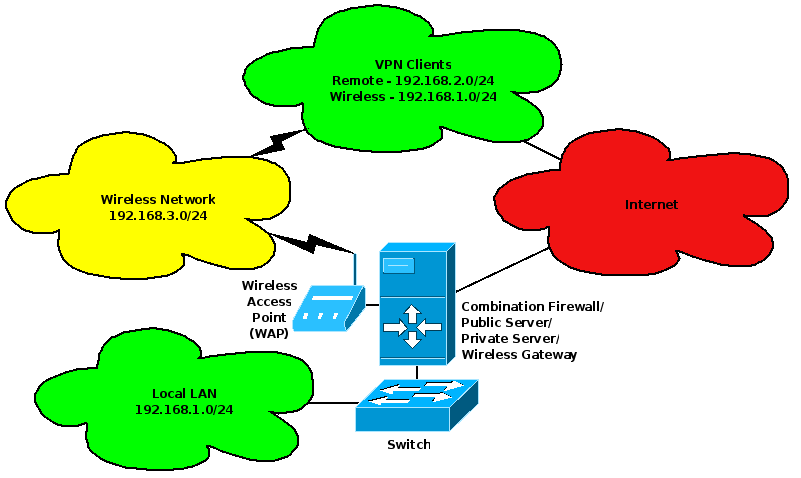 VPN Clients
Remote - 192.168.2.0/24
Wireless - 192.168.1.0/24
Wireless Network
192.168.3.0/24
Internet
Wireless
Access
Point
(WAP)
Combination Firewall/
Public Server/
Private Server/
Wireless Gateway
Local LAN
192.168.1.0/24
Switch